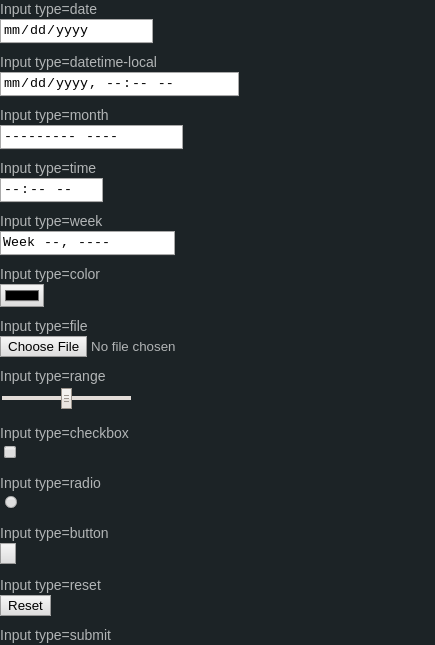 Input type=date
mm/dd/yyyy
Input type=datetime-local
mm/dd/yyyy, --:-- --
Input type=month
--------- ----
Input type=time
--:-- --
Input type=week
Week --, ----
Input type=color
Input type=file
Choose File No file chosen
Input type=range
Input type=checkbox
Input type=radio
Input type=button
Input type=reset
Reset
Input type=submit